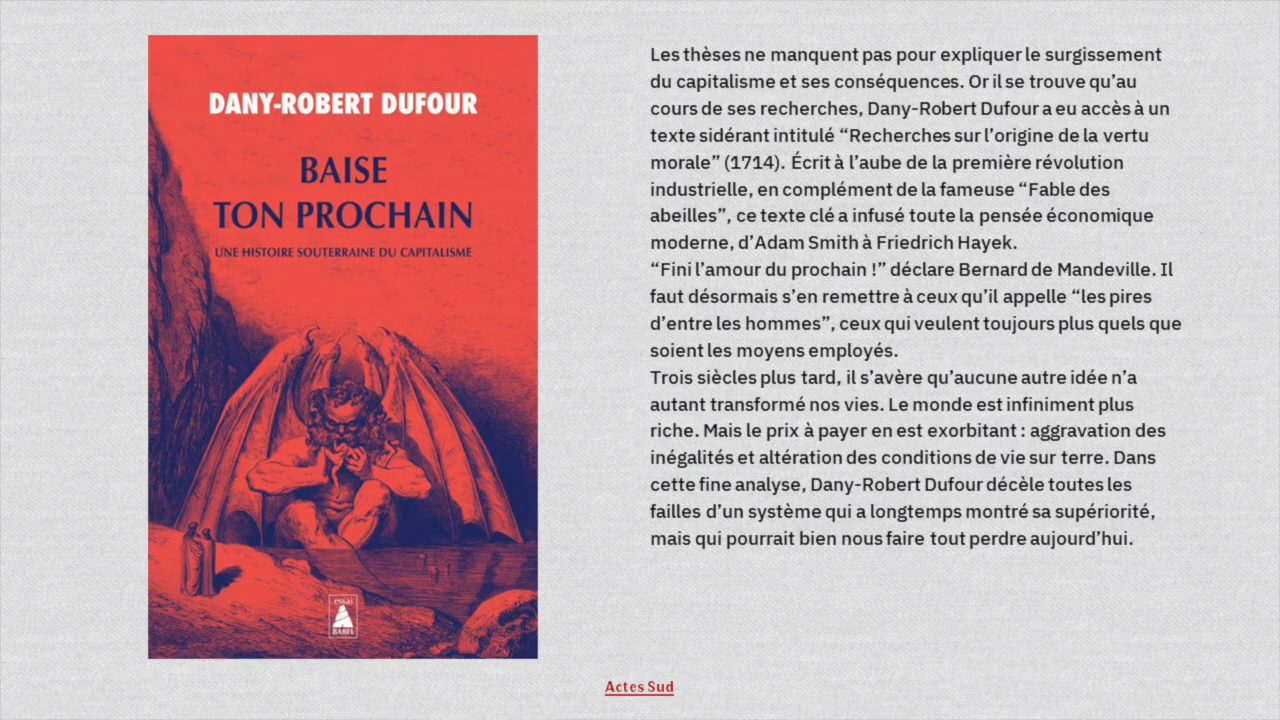 DANY-ROBERT DUFOUR
BAISE
TON PROCHAIN
UNE HISTOIRE SOUTERRAINE DU CAPITALISME
essai
BABEL
Les thèses ne manquent pas pour expliquer le surgissement
du capitalisme et ses conséquences. Or il se trouve qu’au
cours de ses recherches, Dany-Robert Dufour a eu accès à un
texte sidérant intitulé “Recherches sur l’origine de la vertu
morale” (1714). Écrit à l’aube de la première révolution
industrielle, en complément de la fameuse “Fable des
abeilles”, ce texte clé a infusé toute la pensée économique
moderne, d’Adam Smith à Friedrich Hayek.
“Fini l’amour du prochain !” déclare Bernard de Mandeville. Il
faut désormais s’en remettre à ceux qu’il appelle “les pires
d’entre les hommes”, ceux qui veulent toujours plus quels que
soient les moyens employés.
Trois siècles plus tard, il s’avère qu’aucune autre idée n’a
autant transformé nos vies. Le monde est infiniment plus
riche. Mais le prix à payer en est exorbitant : aggravation des
inégalités et altération des conditions de vie sur terre. Dans
cette fine analyse, Dany-Robert Dufour décèle toutes les
failles d’un système qui a longtemps montré sa supériorité,
mais qui pourrait bien nous faire tout perdre aujourd’hui.
Actes Sud